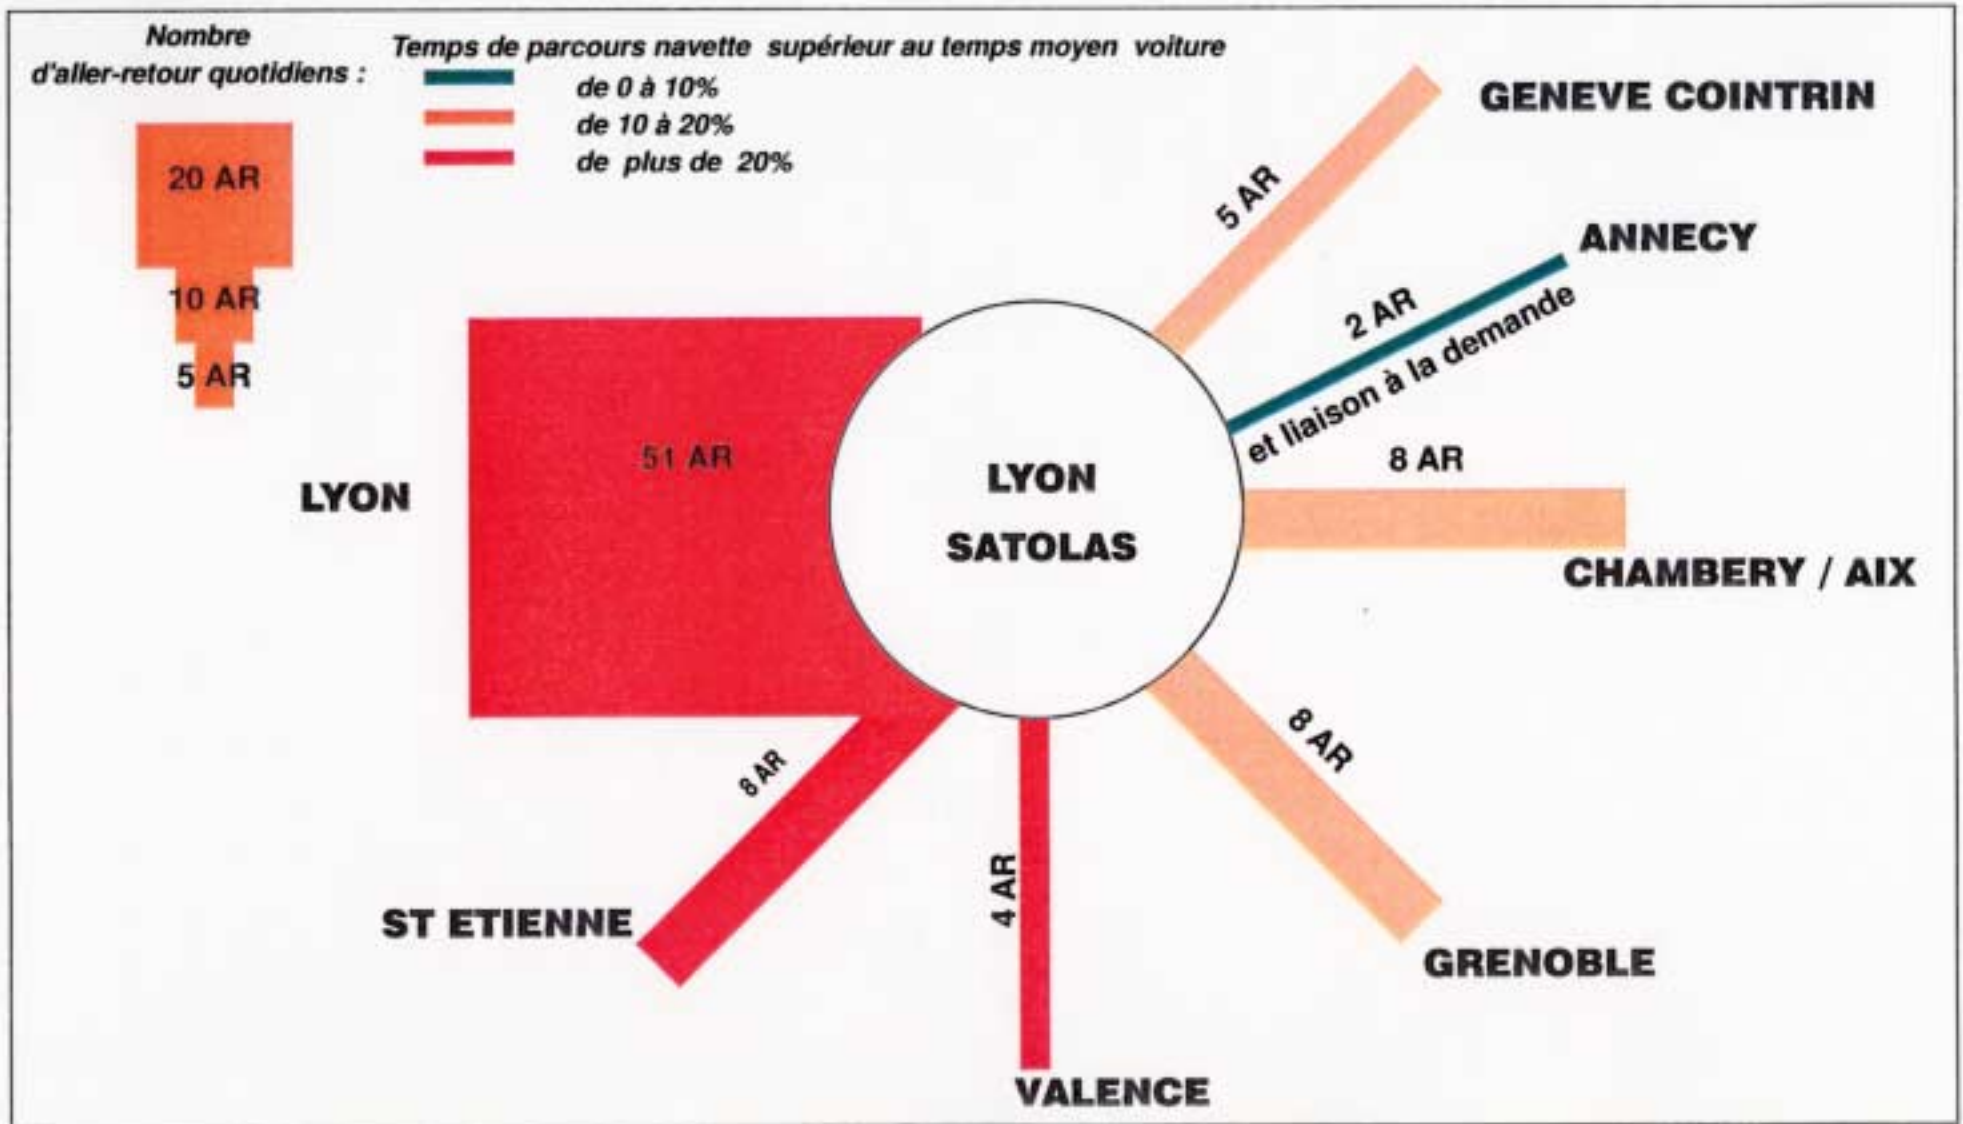 Nombre
d'aller-retour quotidiens :
20 AR
10 AR
5 AR
Temps de parcours navette supérieur au temps moyen voiture
de 0 à 10%
de 10 à 20%
de plus de 20%
GENEVE COINTRIN
5 AR
ANNECY
2 AR
et liaison à la demande
8 AR
CHAMBERY / AIX
LYON
51 AR
LYON
SATOLAS
8 AR
ST ETIENNE
4 AR
VALENCE
8 AR
GRENOBLE